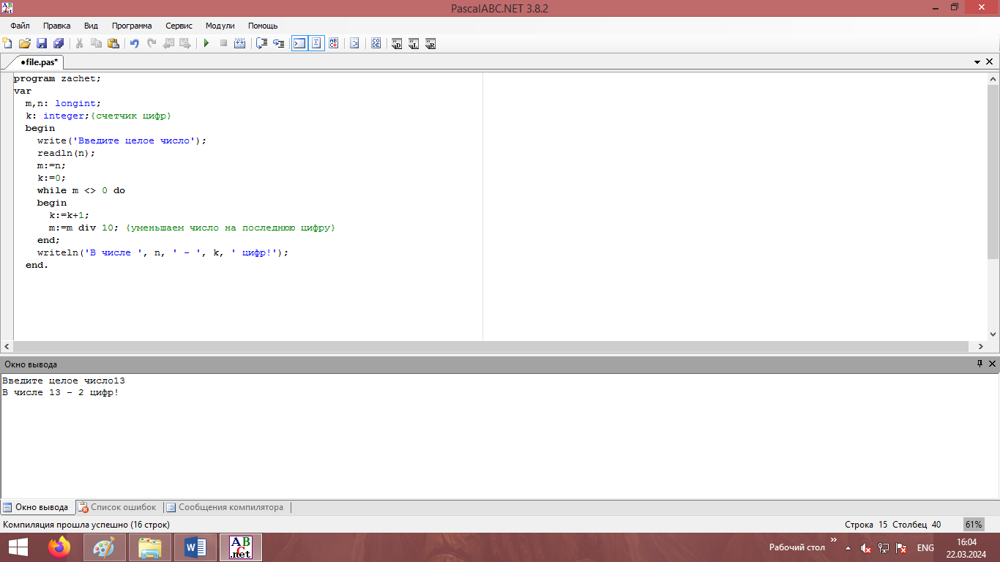 PascalABC.NET 3.8.2
Файл Правка Вид Программа Сервис Модули Помощь
•file.pas*
program zachet;
var
m,n: longint;
k: integer;{счетчик цифр}
begin
write('Введите целое число');
readln(n);
m:=n;
k:=0;
while m <> 0 do
begin
k:=k+1;
m:=m div 10; {уменьшаем число на последнюю цифру}
end;
writeln('В числе ', n, ' - ', k, ' цифр!');
end.
Окно вывода
Введите целое число13
В числе 13 - 2 цифр!
Окно вывода Список ошибок Сообщения компилятора
Компиляция прошла успешно (16 строк) Строка 15 Столбец 40 61%
Рабочий стол » ENG 16:04
22.03.2024